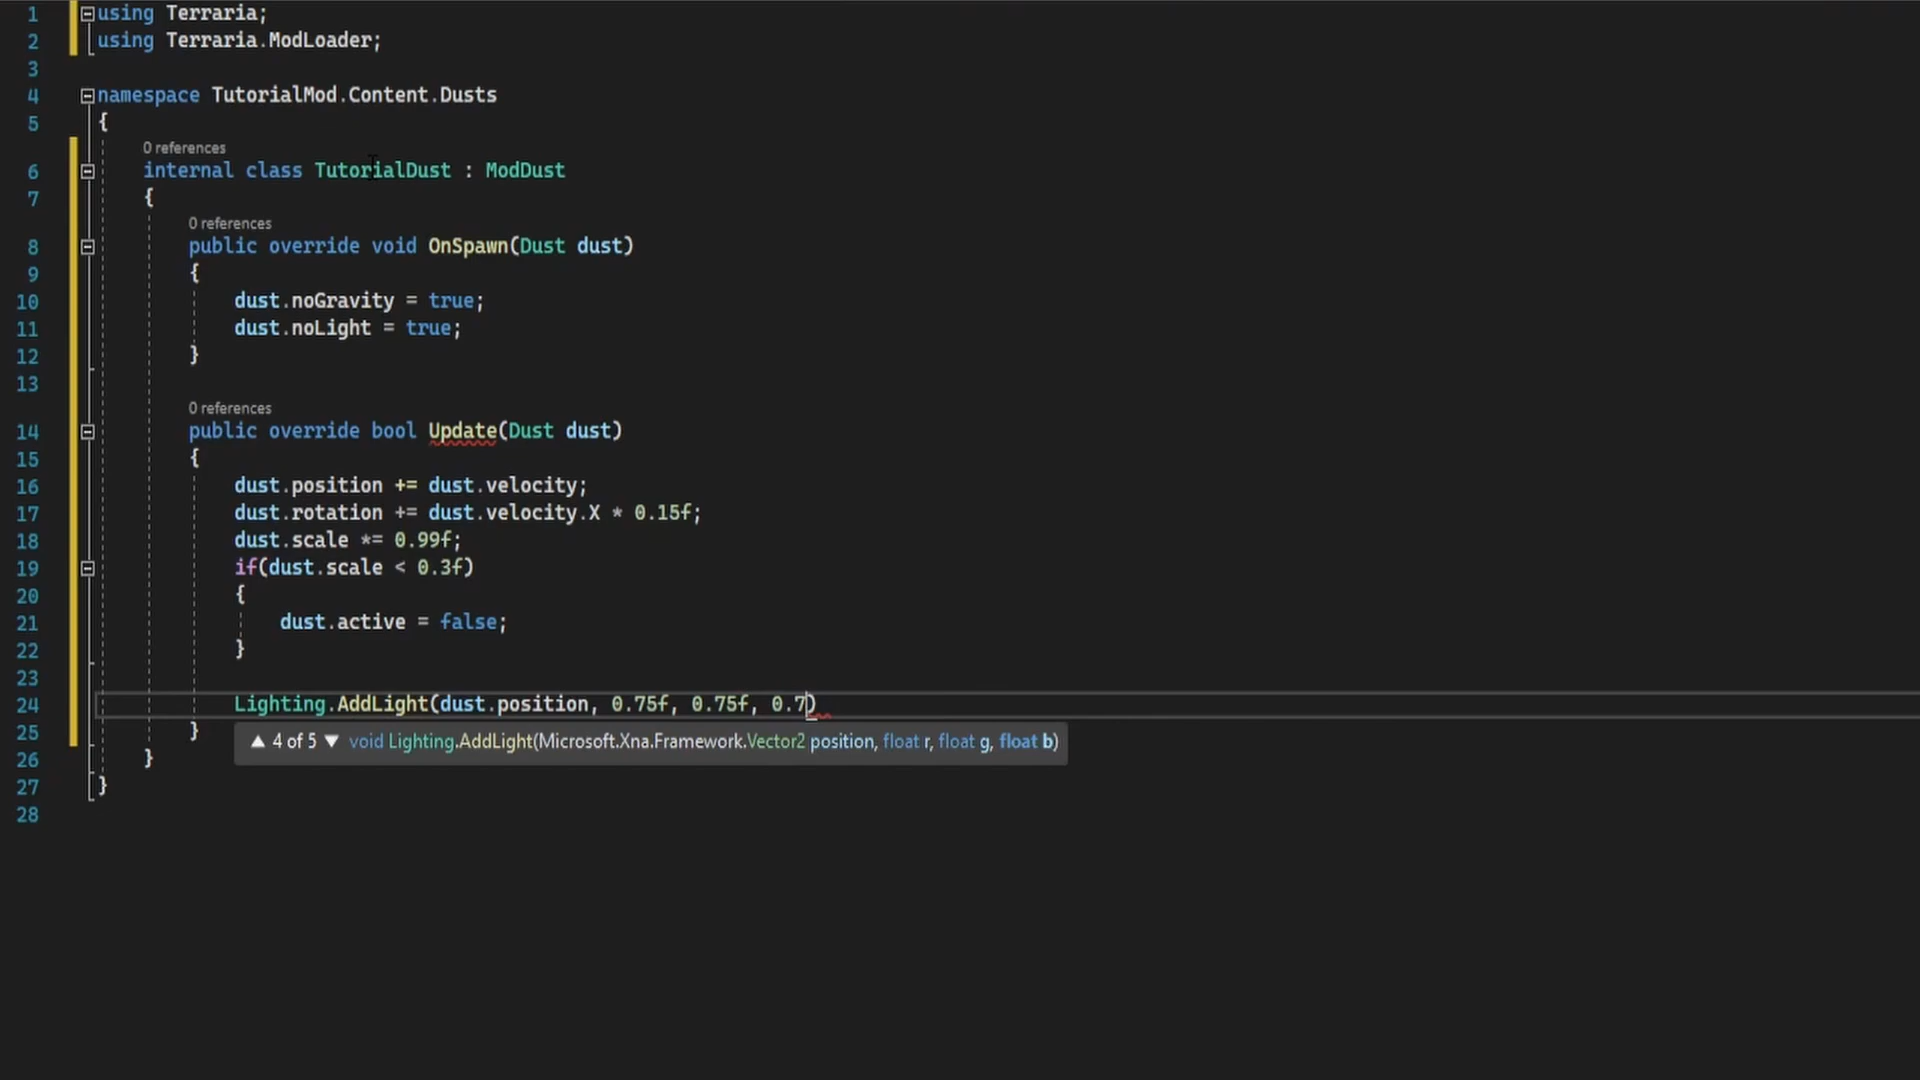 1 using Terraria;
2 using Terraria.ModLoader;
3
4 namespace TutorialMod.Content.Dusts
5 {
0 references
6 internal class TutorialDust : ModDust
7 {
0 references
8 public override void OnSpawn(Dust dust)
9 {
10 dust.noGravity = true;
11 dust.noLight = true;
12 }
13
0 references
14 public override bool Update(Dust dust)
15 {
16 dust.position += dust.velocity;
17 dust.rotation += dust.velocity.X * 0.15f;
18 dust.scale *= 0.99f;
19 if(dust.scale < 0.3f)
20 {
21 dust.active = false;
22 }
23
24 Lighting.AddLight(dust.position, 0.75f, 0.75f, 0.7)
25 }
▲ 4 of 5 ▼ void Lighting.AddLight(Microsoft.Xna.Framework.Vector2 position, float r, float g, float b)
26 }
27 }
28